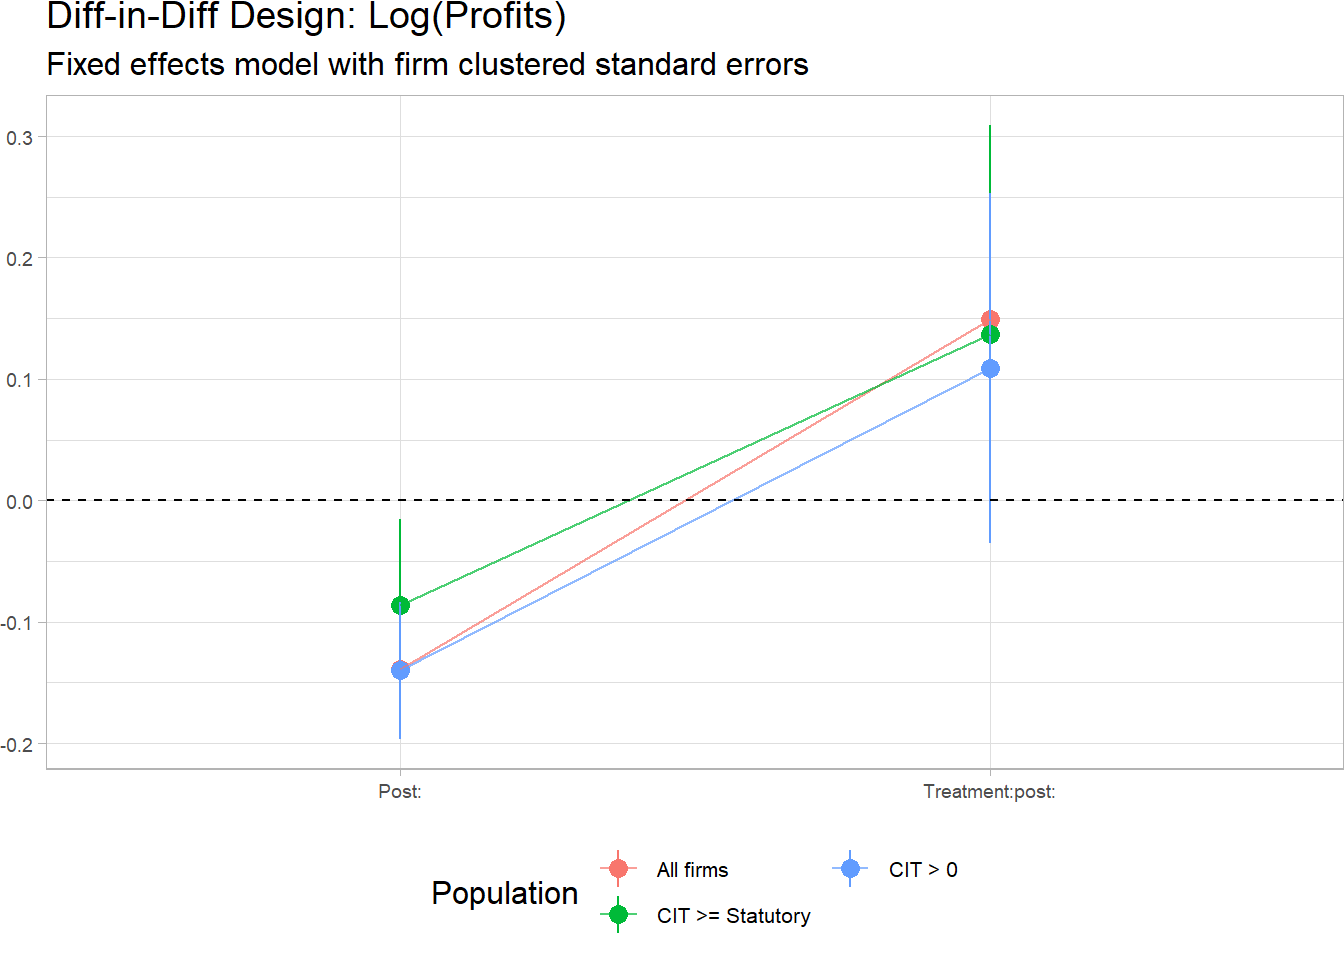 Diff-in-Diff Design: Log(Profits)
Fixed effects model with firm clustered standard errors
0.3
0.2
0.1
0.0
-0.1
-0.2
Post:
Treatment:post:
Population
All firms
CIT > 0
CIT >= Statutory